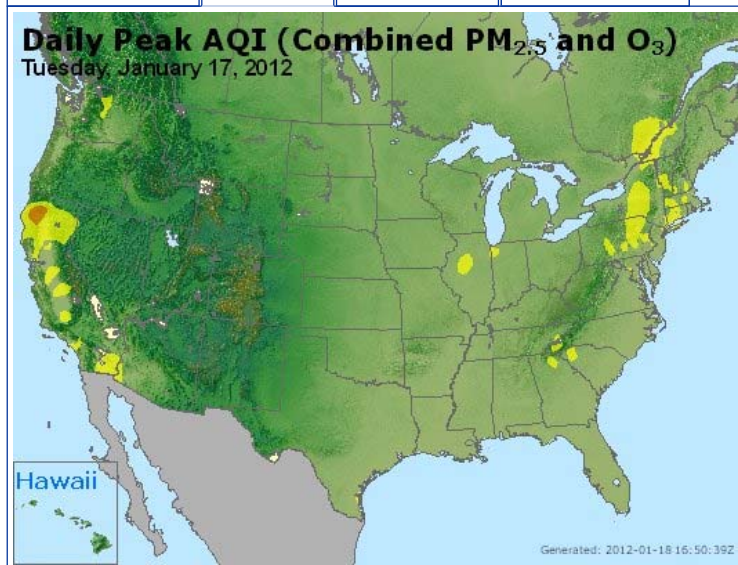 Daily Peak AQI (Combined PM2.5 and O3)
Tuesday, January 17, 2012
Hawaii
Generated: 2012-01-18 16:50:39Z